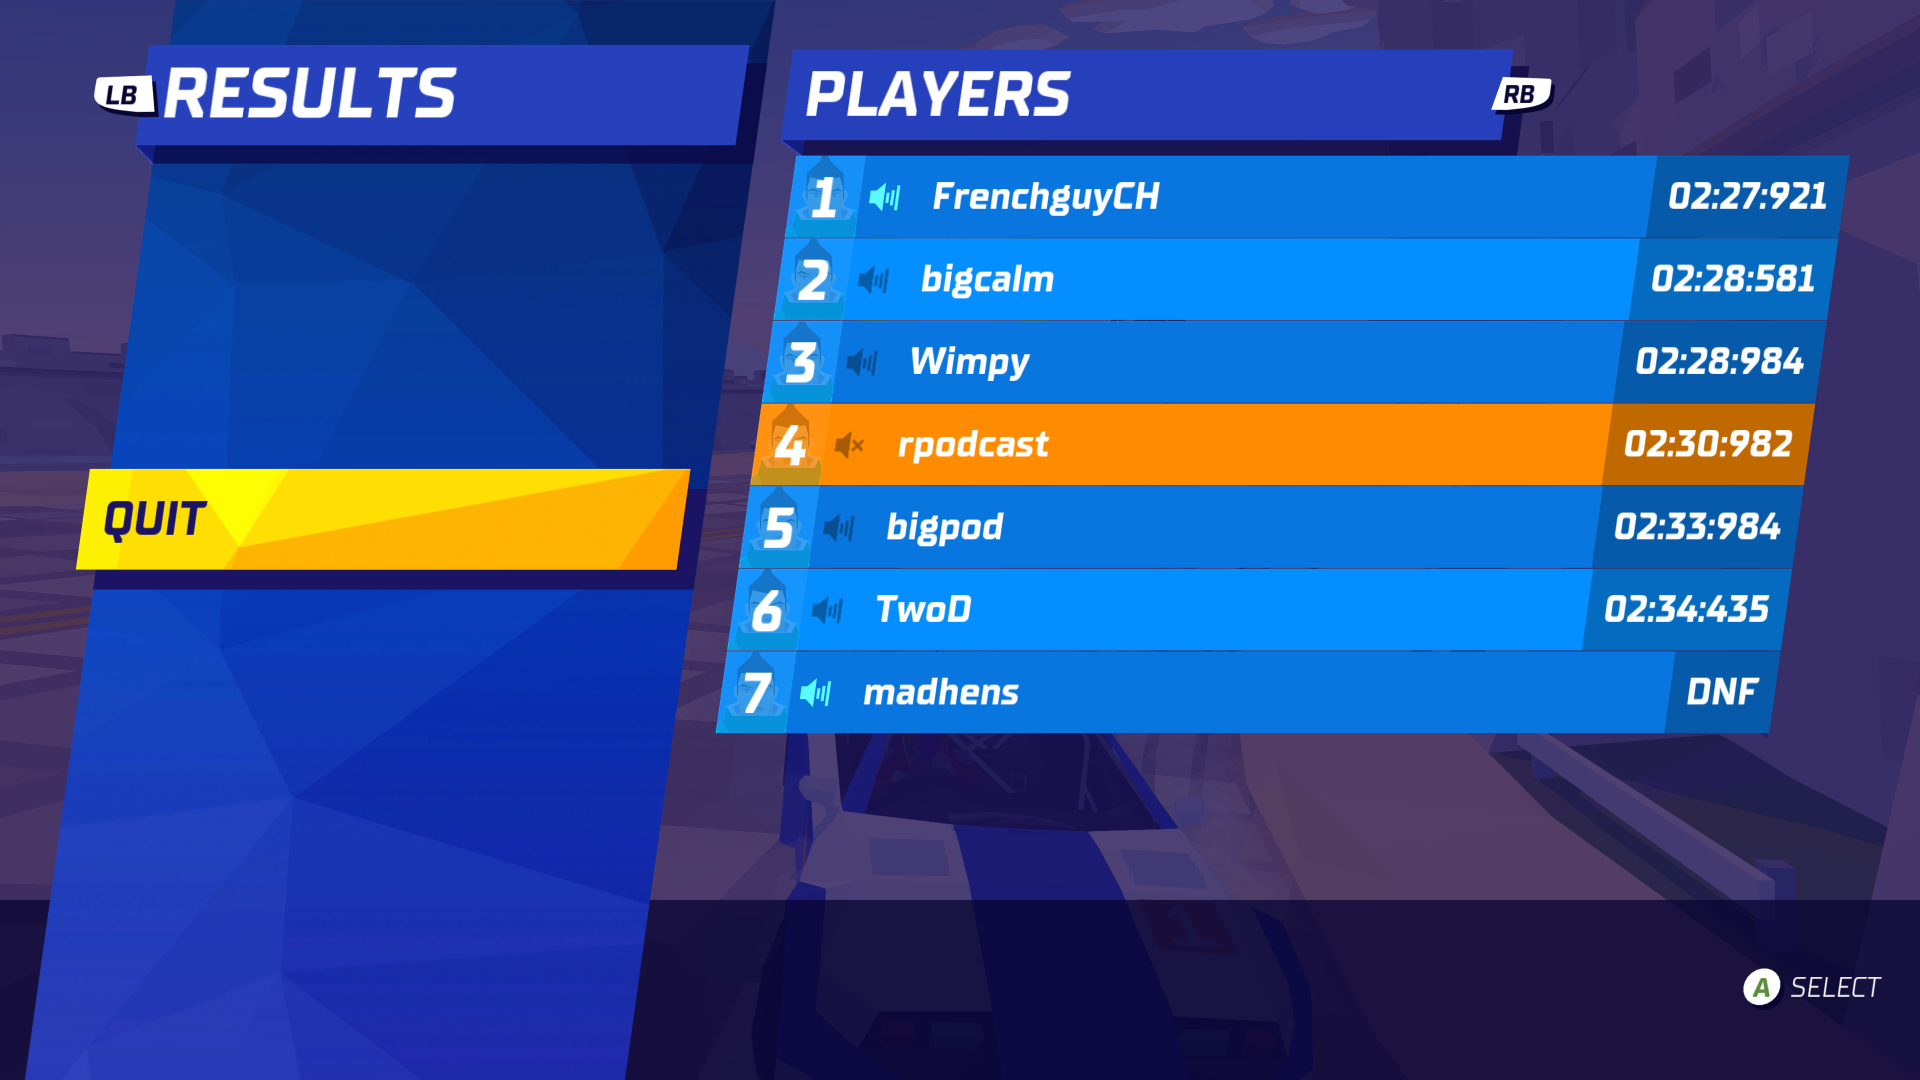 LB RESULTS
PLAYERS RB
1 FrenchguyCH 02:27:921
2 bigcalm 02:28:581
3 Wimpy 02:28:984
4 rpodcast 02:30:982
QUIT
5 bigpod 02:33:984
6 TwoD 02:34:435
7 madhens DNF
1
A SELECT